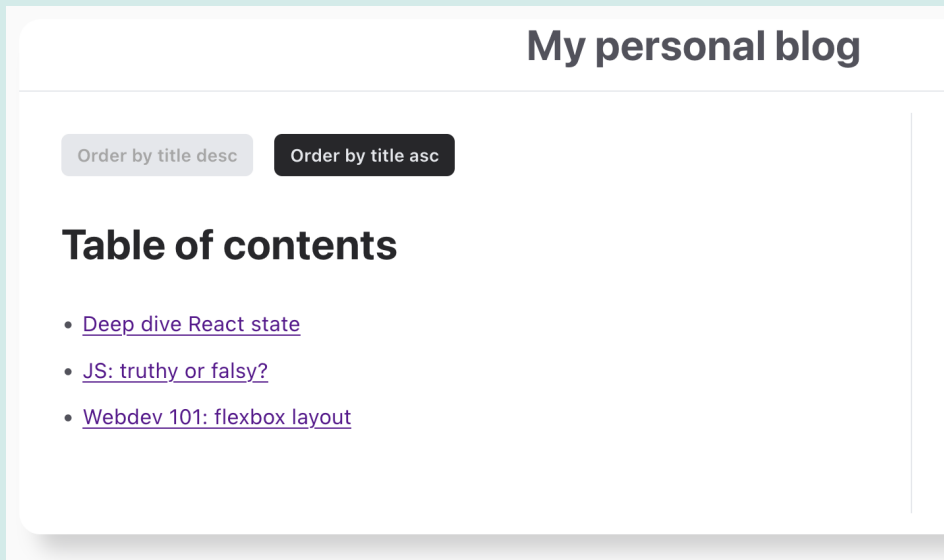 My personal blog
Order by title desc
Order by title asc
Table of contents
Deep dive React state
JS: truthy or falsy?
Webdev 101: flexbox layout